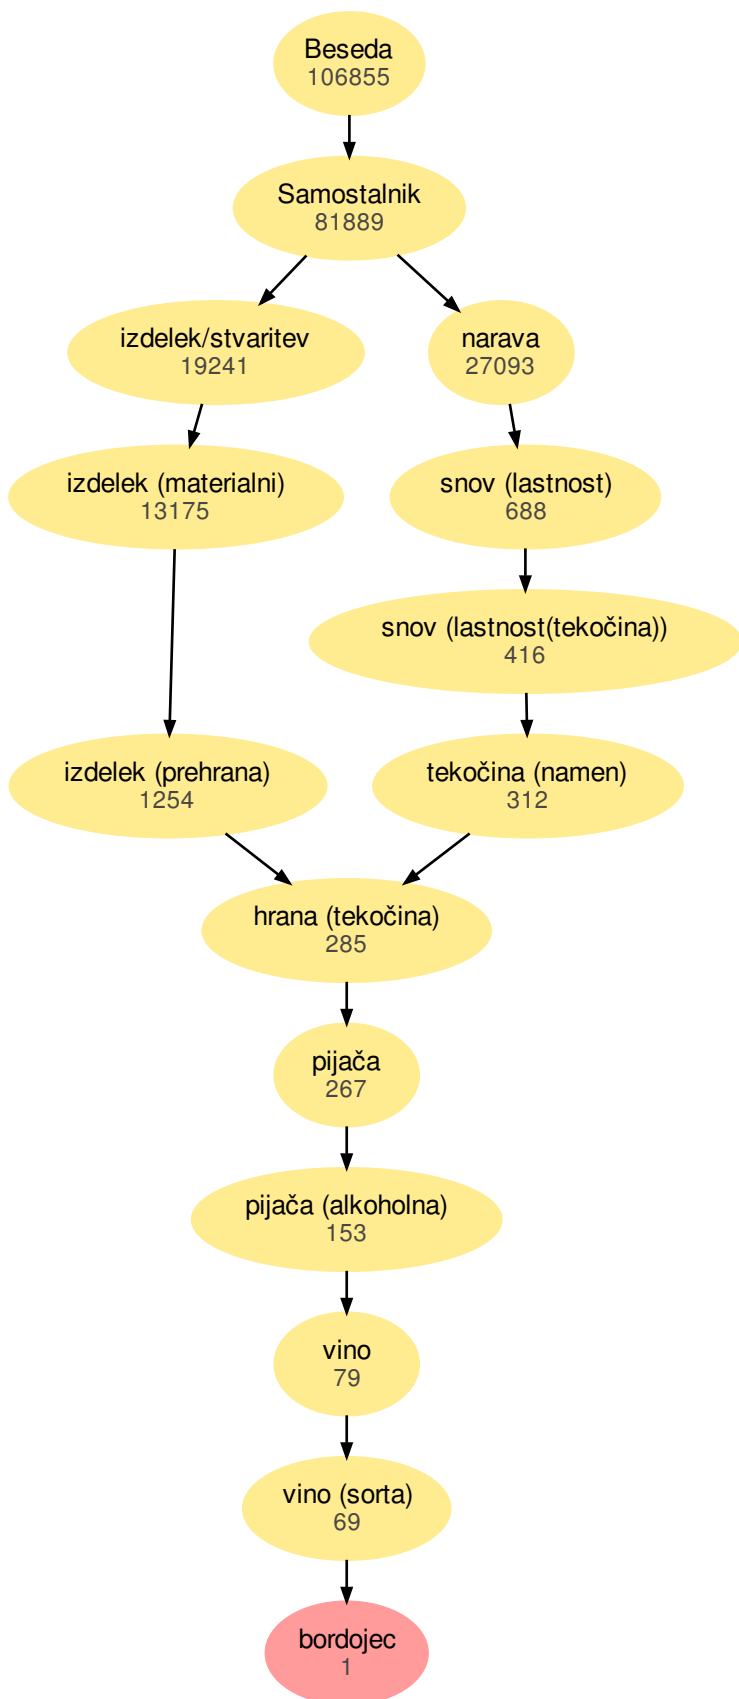 Beseda
106855
Samostalnik
81889
izdelek/stvaritev
19241
narava
27093
izdelek (materialni)
13175
snov (lastnost)
688
snov (lastnost(tekočina))
416
izdelek (prehrana)
1254
tekočina (namen)
312
hrana (tekočina)
285
pijača
267
pijača (alkoholna)
153
vino
79
vino (sorta)
69
bordojec
1